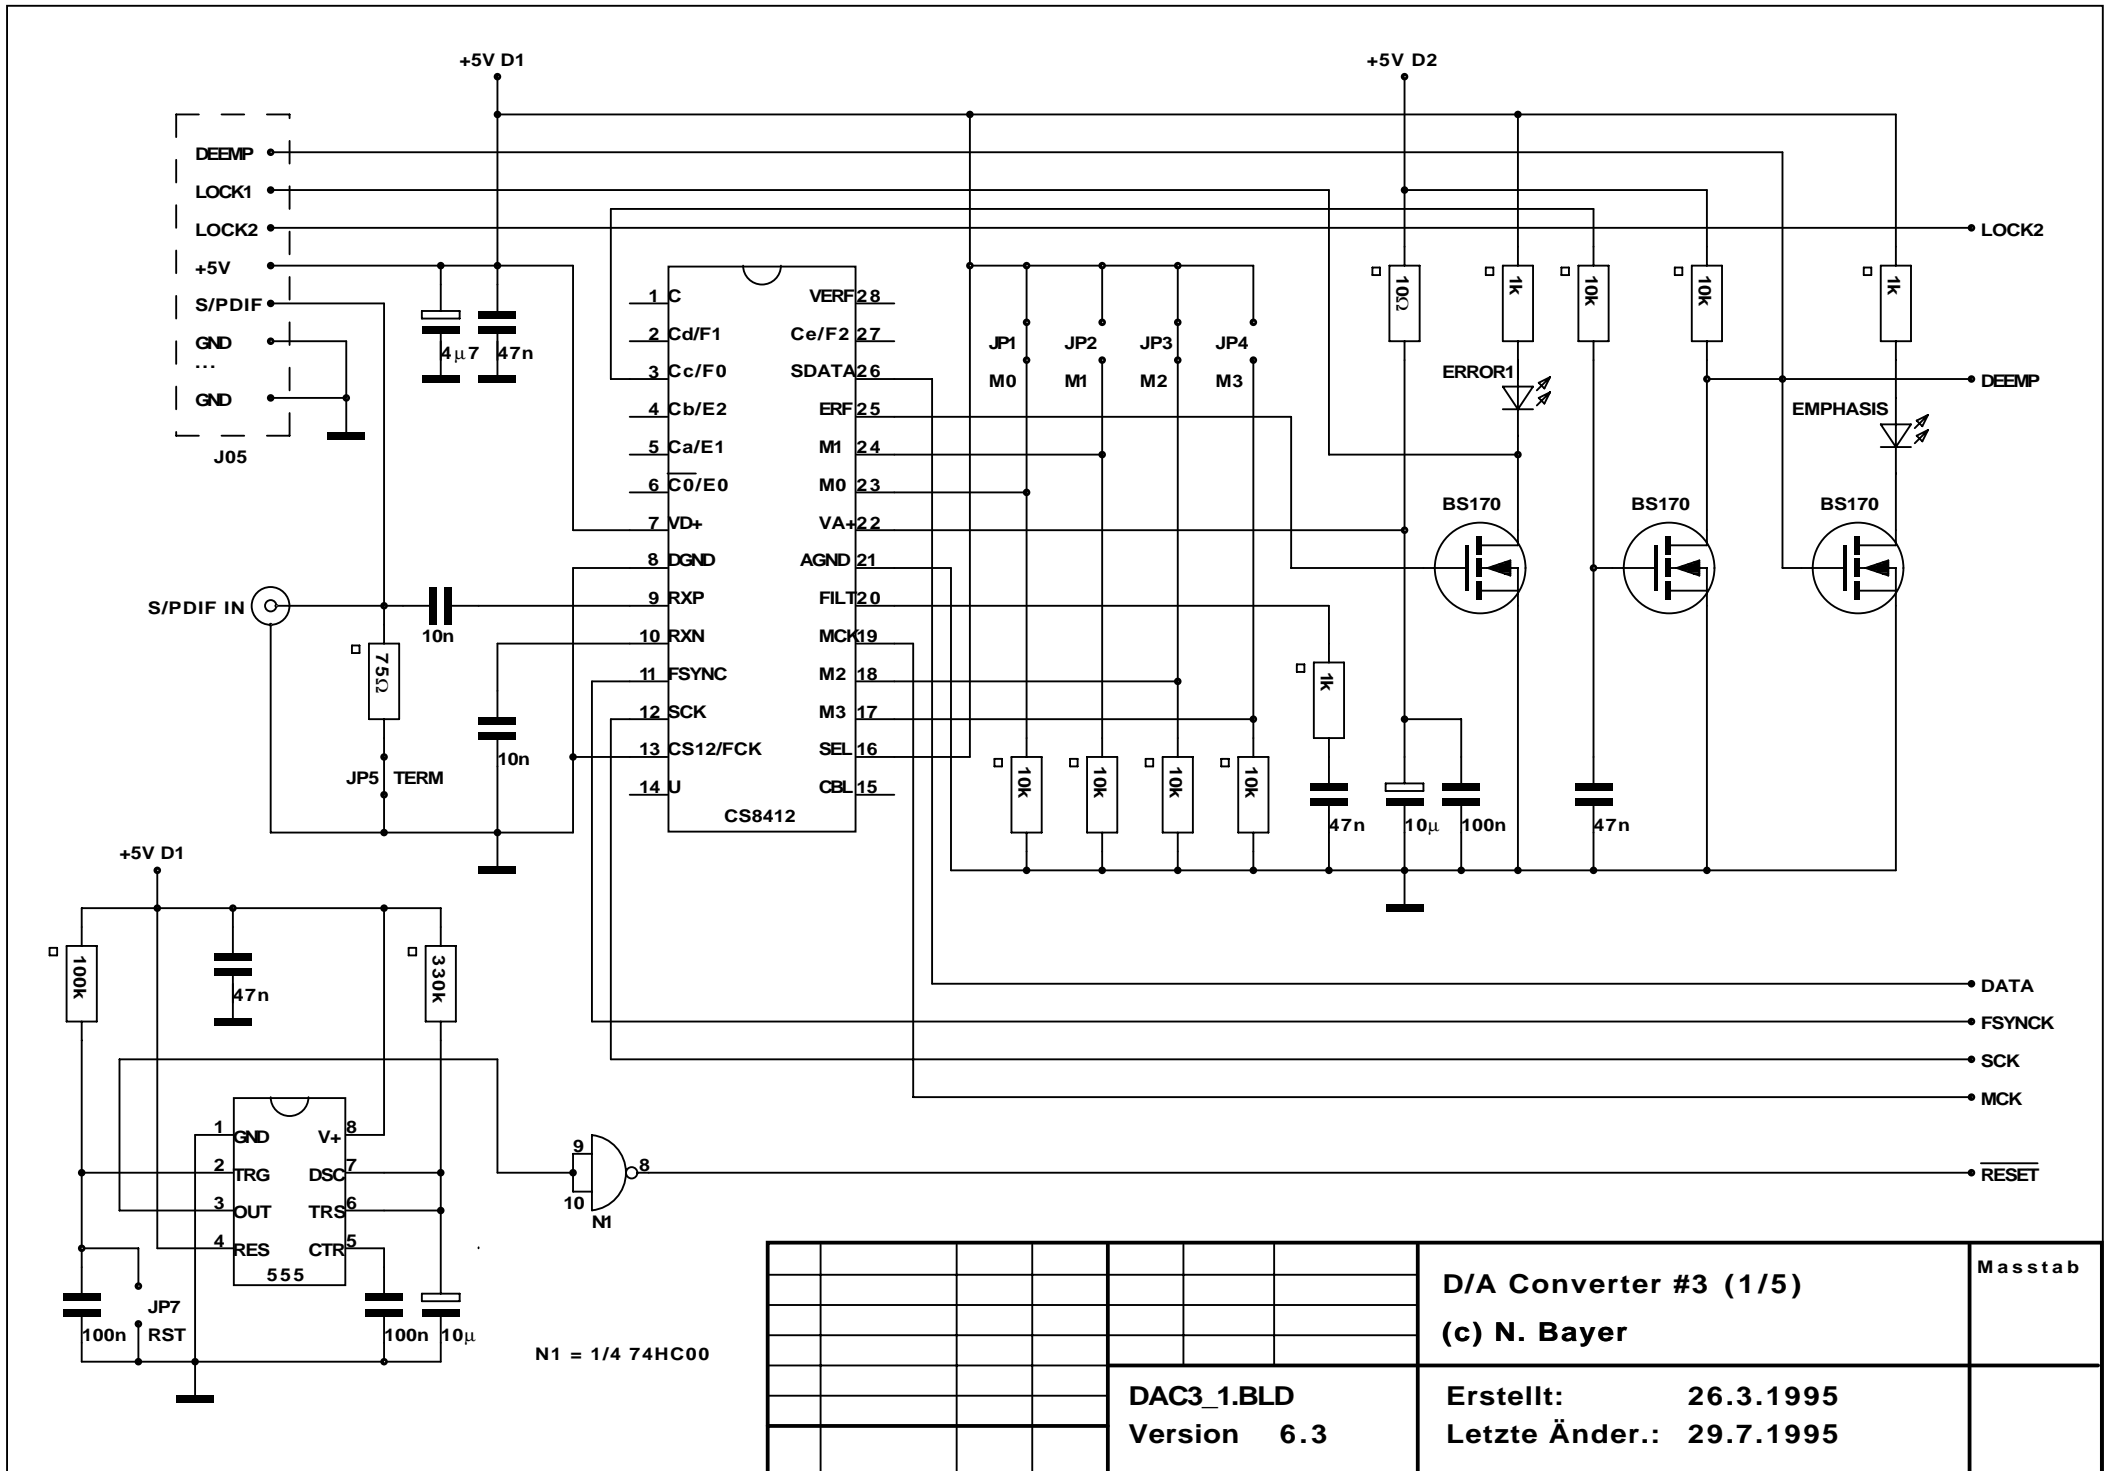 +5V D1
+5V D2
DEEMP
LOCK1
LOCK2
+5V
S/PDIF
GND
...
GND
J05
4µ7
47n
LOCK2
DEEMP
1 C
2 Cd/F1
3 Cc/F0
4 Cb/E2
5 Ca/E1
6 C0/E0
7 VD+
8 DGND
9 RXP
10 RXN
11 FSYNC
12 SCK
13 CS12/FCK
14 U
VERF 28
Ce/F2 27
SDATA 26
ERF 25
M1 24
M0 23
VA+ 22
AGND 21
FILT 20
MCK 19
M2 18
M3 17
SEL 16
CBL 15
CS8412
JP1
M0
JP2
M1
JP3
M2
JP4
M3
10Ω
1k
10k
10k
1k
ERROR1
EMPHASIS
BS170
BS170
BS170
S/PDIF IN
10n
75Ω
JP5 TERM
10n
10k
10k
10k
10k
1k
47n
10µ
100n
47n
+5V D1
100k
47n
330k
1 GND
2 TRG
3 OUT
4 RES
V+ 8
DSC 7
TRS 6
CTR 5
555
100n
JP7
RST
100n
10µ
9
10
8
N1
N1 = 1/4 74HC00
DATA
FSYNCK
SCK
MCK
RESET
D/A Converter #3 (1/5)
(c) N. Bayer
Masstab
DAC3_1.BLD
Version 6.3
Erstellt: 26.3.1995
Letzte Änder.: 29.7.1995